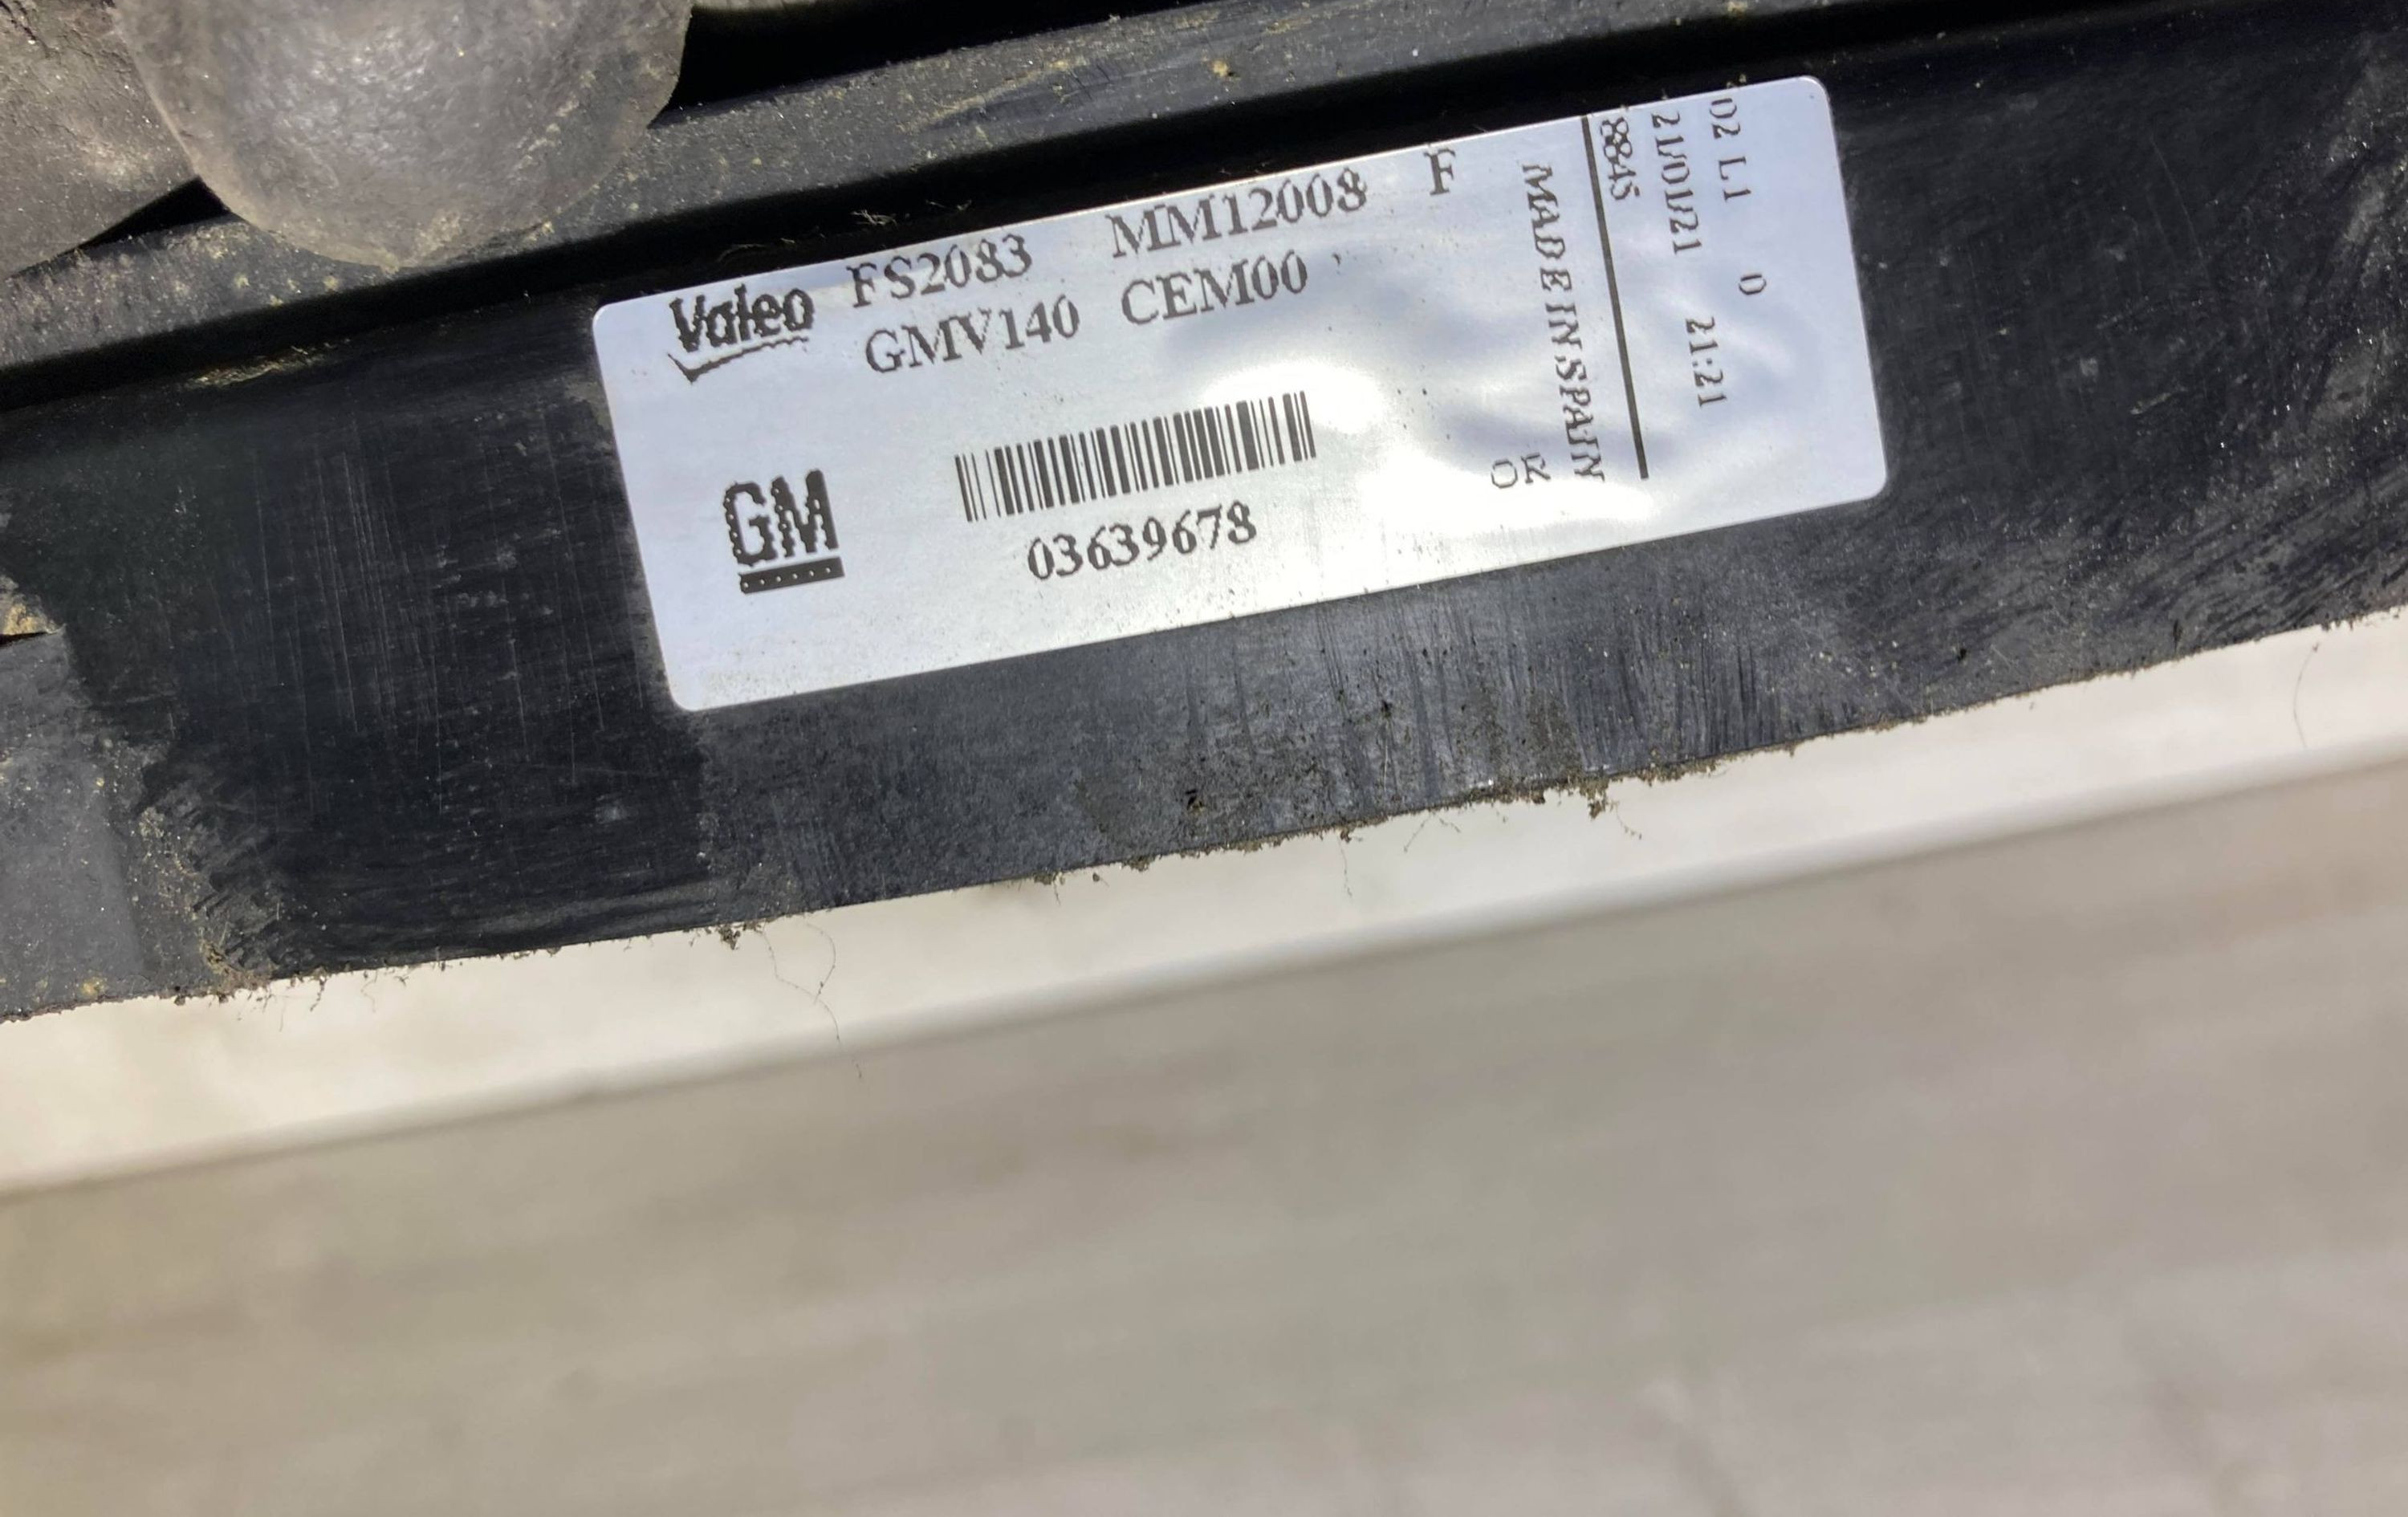 Valeo FS2083 MM12008 F
GMV140 CEM00
GM
03639678
OK
MADE IN SPAIN
8845
21/01/21 21:21
02 L1 0